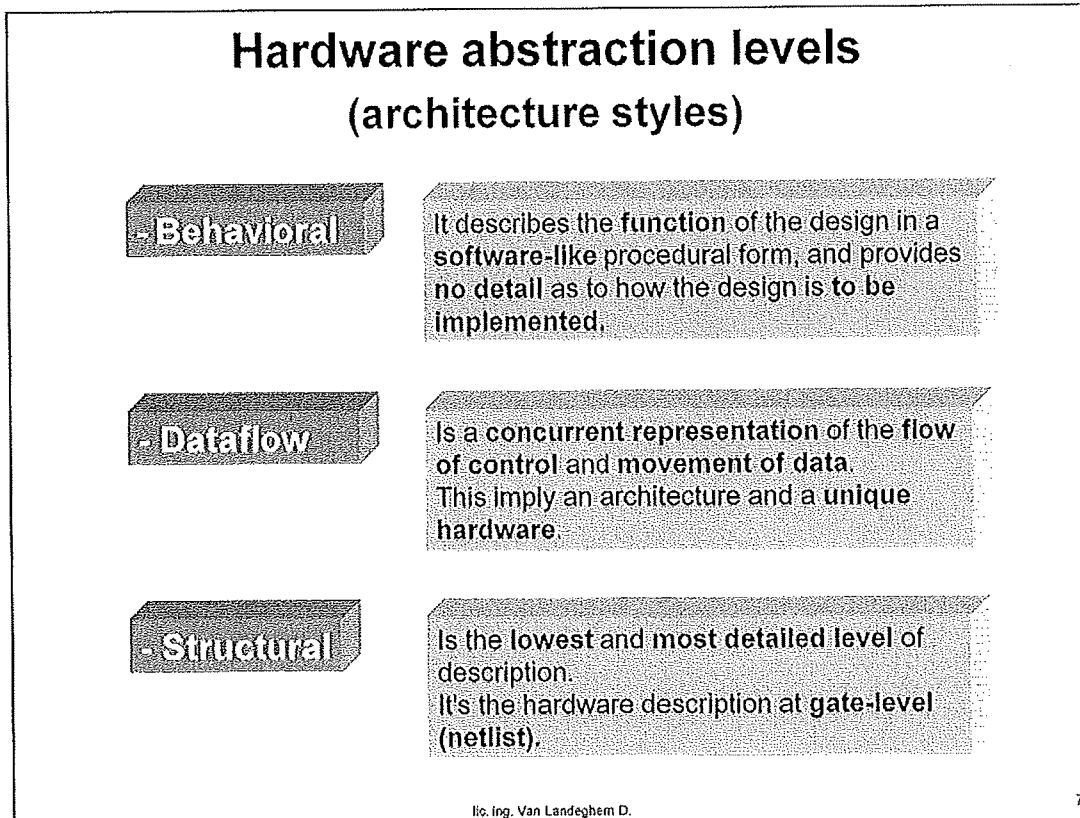 Hardware abstraction levels
(architecture styles)
- Behavioral
It describes the function of the design in a
software-like procedural form, and provides
no detail as to how the design is to be
implemented.
- Dataflow
Is a concurrent representation of the flow
of control and movement of data.
This imply an architecture and a unique
hardware.
- Structural
Is the lowest and most detailed level of
description.
It's the hardware description at gate-level
(netlist).
lic. ing. Van Landeghem D.
7